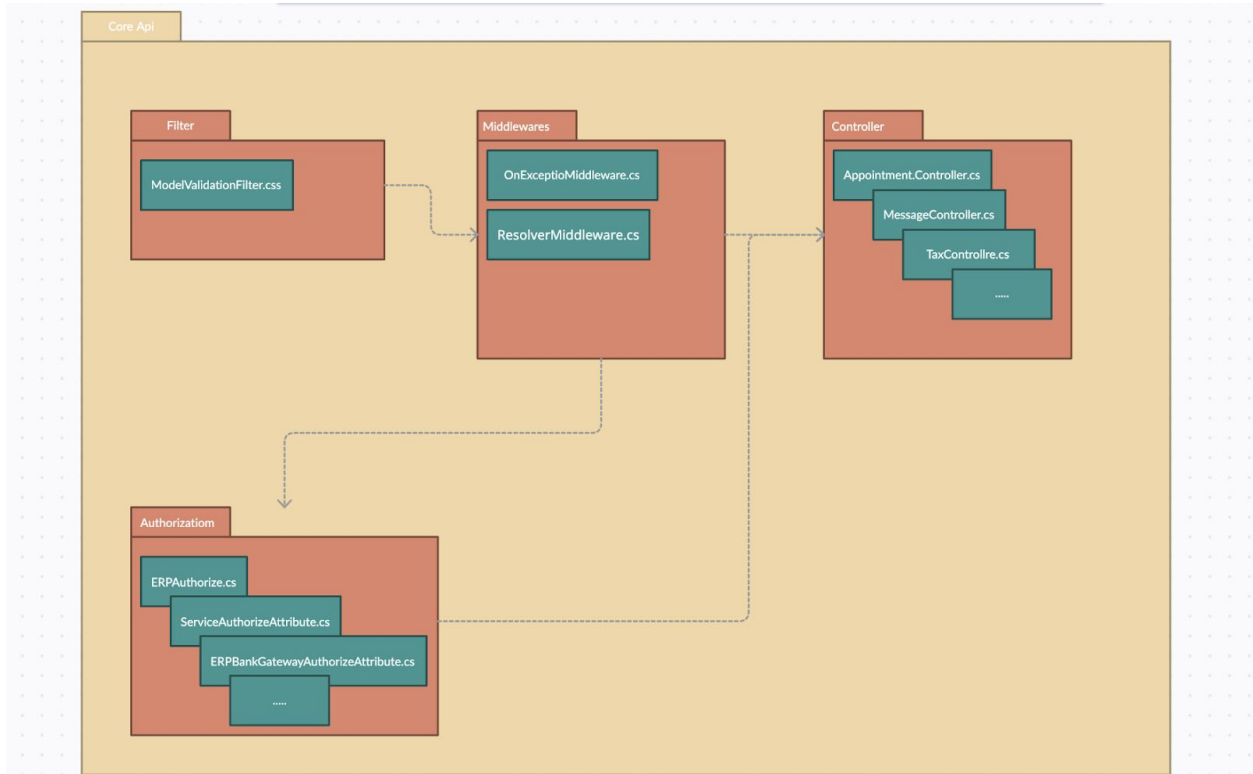 Core Api
Filter
ModelValidationFilter.css
Middlewares
OnExceptioMiddleware.cs
ResolverMiddleware.cs
Controller
Appointment.Controller.cs
MessageController.cs
TaxControllre.cs
.....
Authorizatiom
ERPAuthorize.cs
ServiceAuthorizeAttribute.cs
ERPBankGatewayAuthorizeAttribute.cs
.....